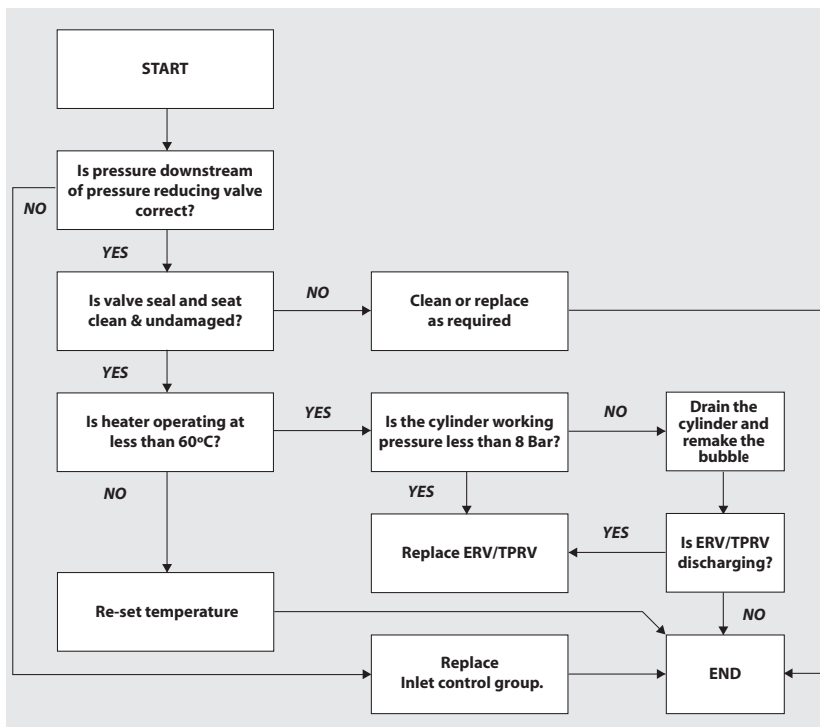 START
Is pressure downstream
of pressure reducing valve
correct?
NO
YES
Is valve seal and seat
clean & undamaged?
NO
Clean or replace
as required
YES
Is heater operating at
less than 60ºC?
YES
Is the cylinder working
pressure less than 8 Bar?
NO
Drain the
cylinder and
remake the
bubble
NO
YES
Replace ERV/TPRV
YES
Is ERV/TPRV
discharging?
Re-set temperature
NO
Replace
Inlet control group.
END